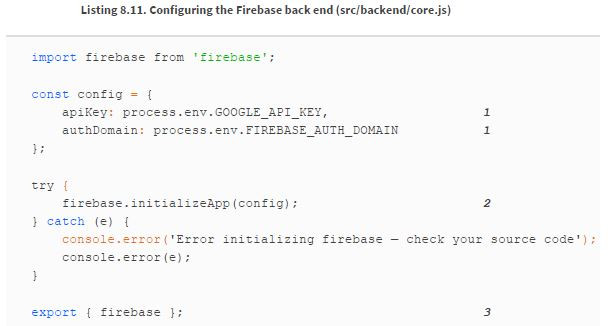 Listing 8.11. Configuring the Firebase back end (src/backend/core.js)
import firebase from 'firebase';
const config = {
    apiKey: process.env.GOOGLE_API_KEY, 1
    authDomain: process.env.FIREBASE_AUTH_DOMAIN 1
};
try {
    firebase.initializeApp(config); 2
} catch (e) {
    console.error('Error initializing firebase — check your source code');
    console.error(e);
}
export { firebase }; 3